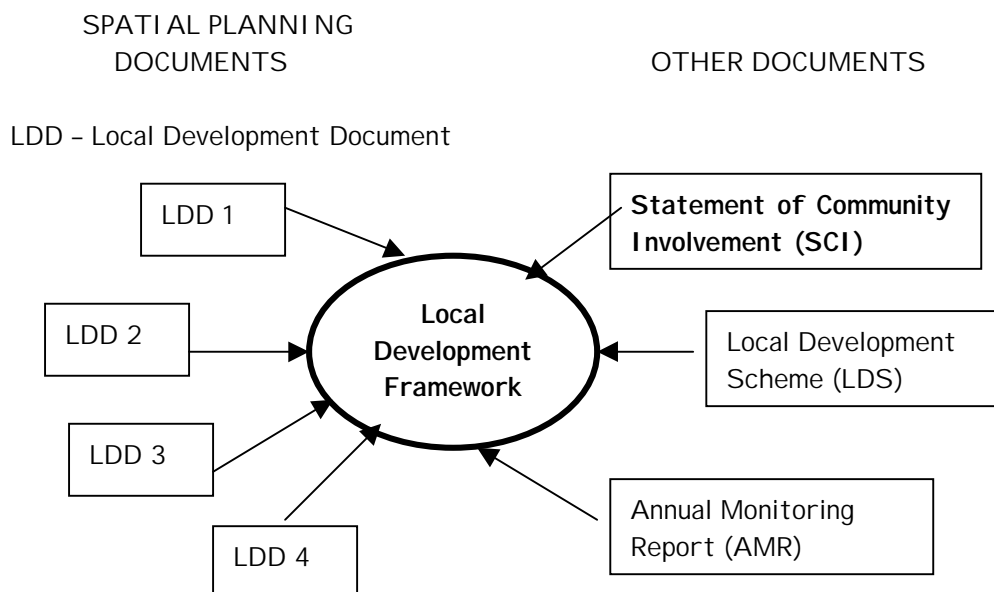 SPATIAL PLANNING
DOCUMENTS
OTHER DOCUMENTS
LDD – Local Development Document
LDD 1
Statement of Community
Involvement (SCI)
LDD 2
Local
Development
Framework
Local Development
Scheme (LDS)
LDD 3
LDD 4
Annual Monitoring
Report (AMR)